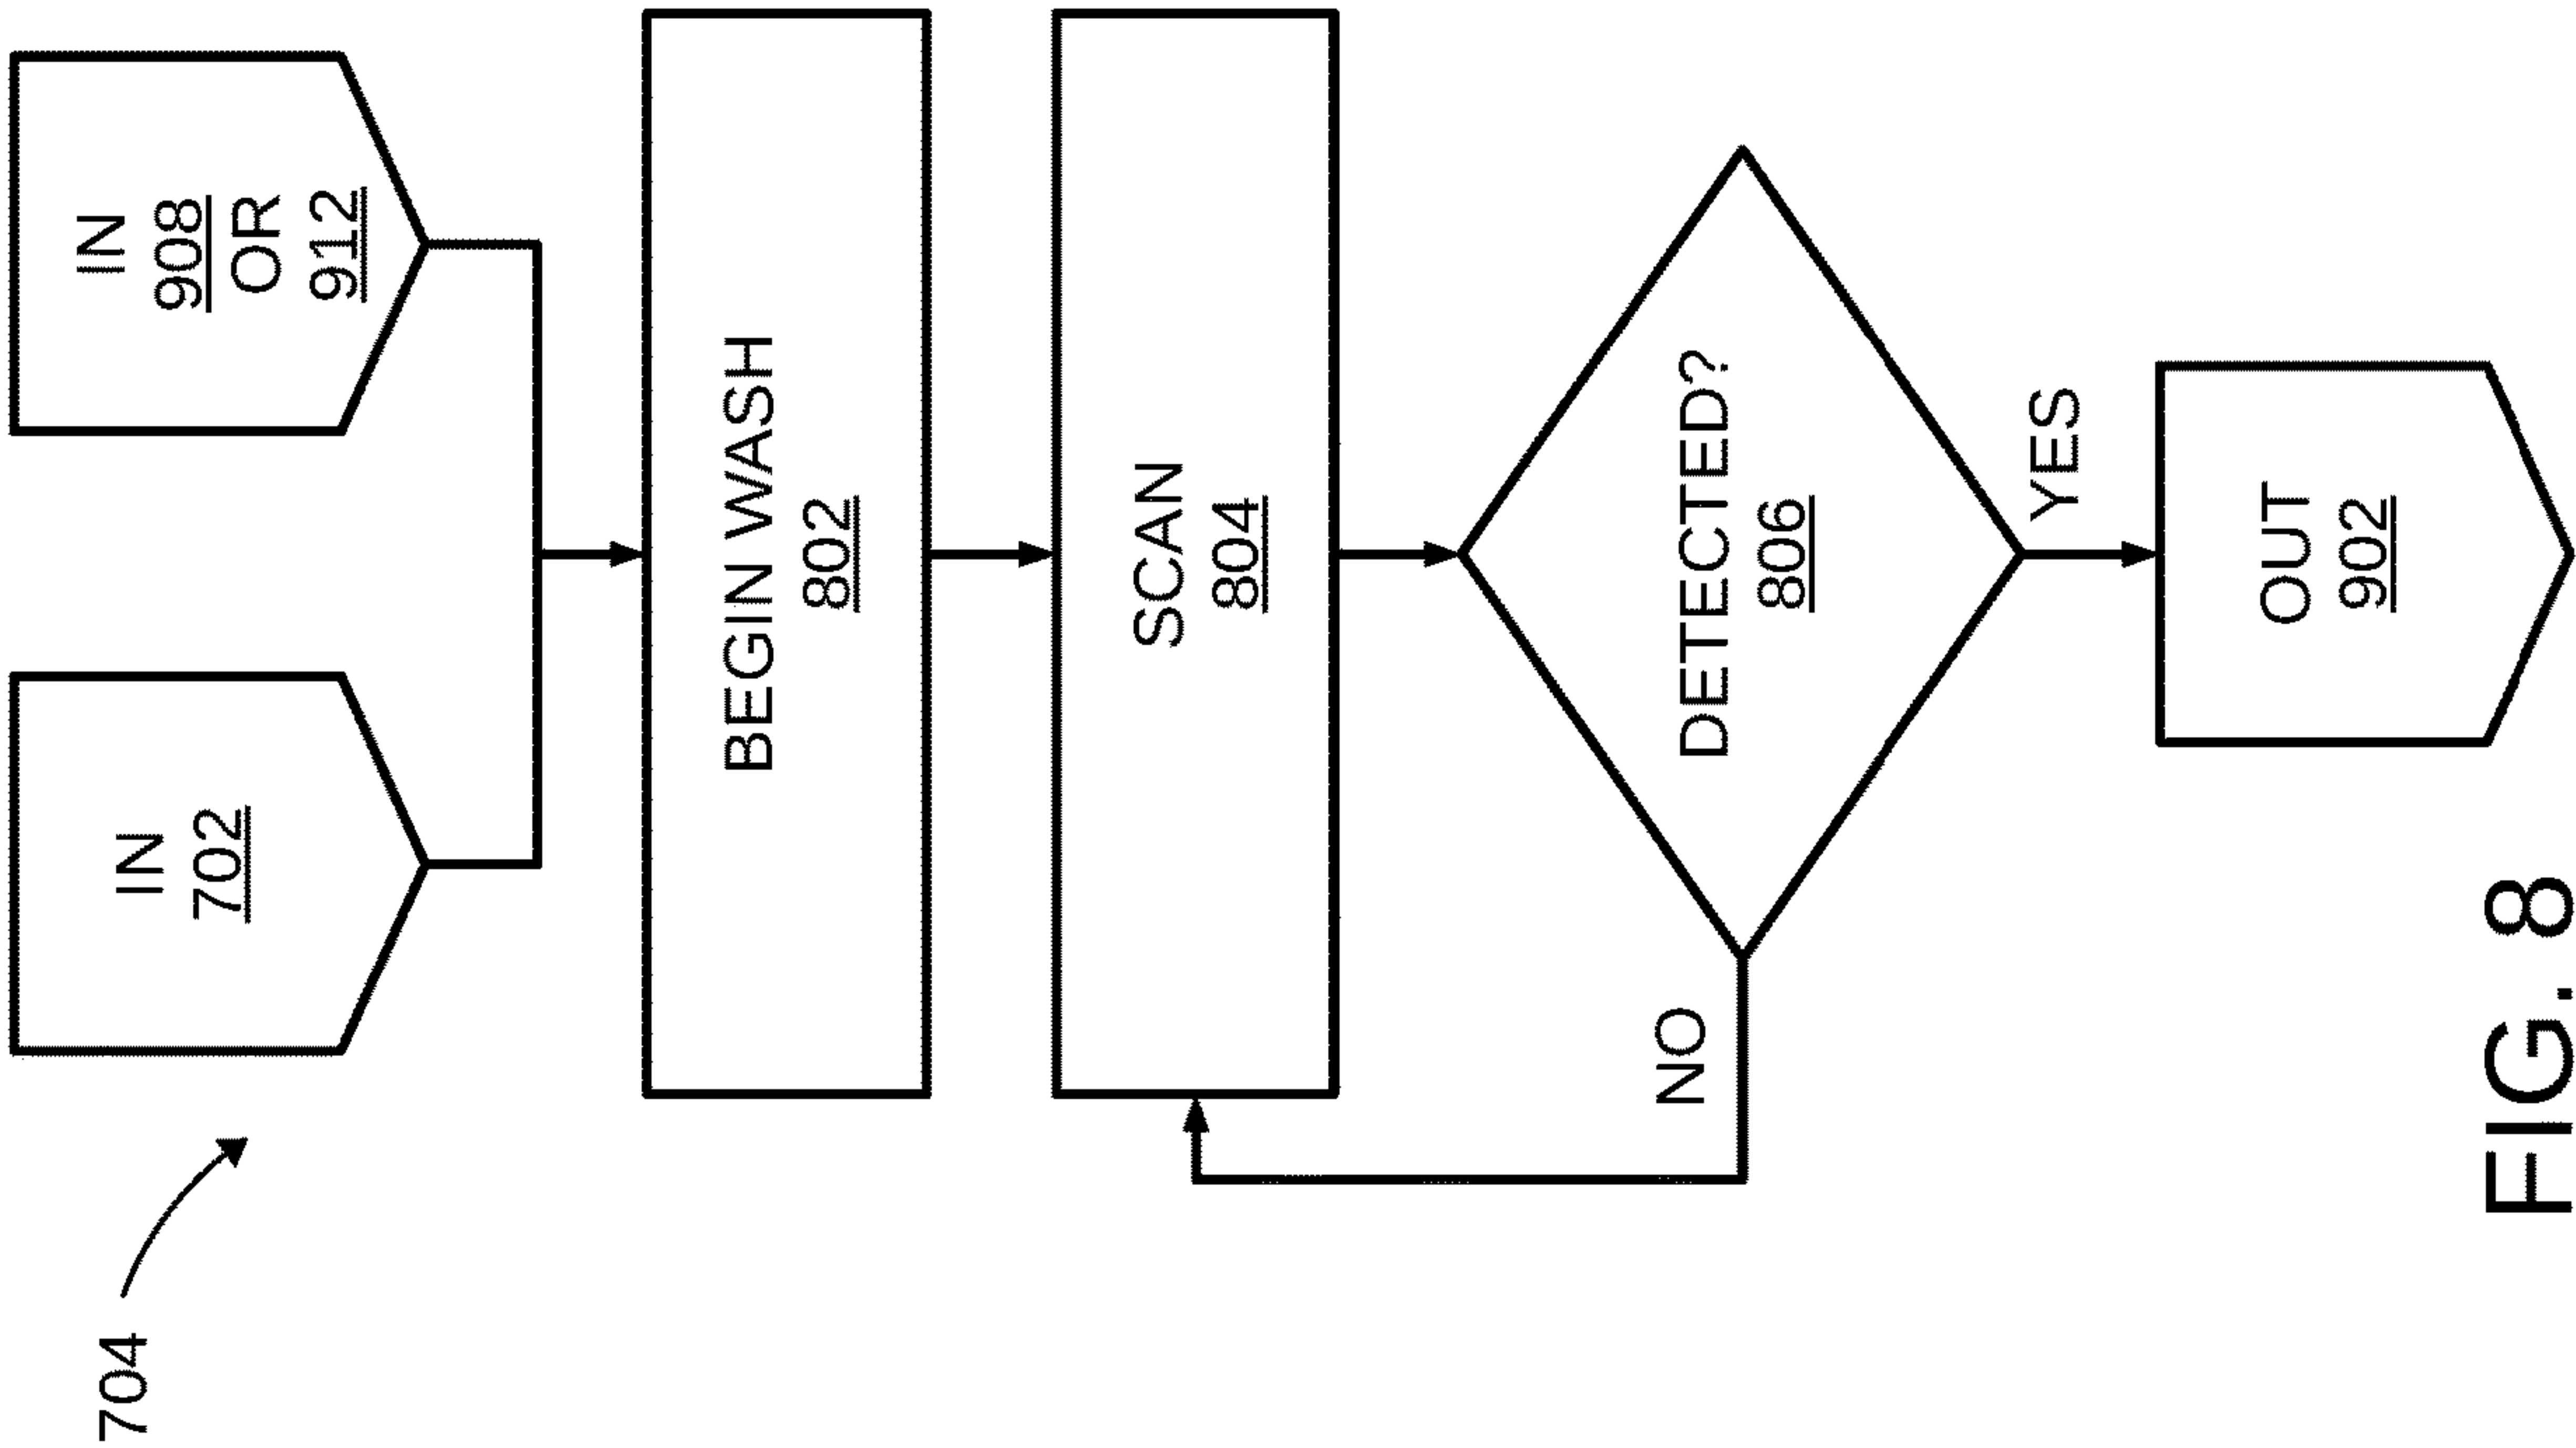 704
IN
702
IN
908
OR
912
BEGIN WASH
802
SCAN
804
DETECTED?
806
NO
YES
OUT
902
FIG. 8